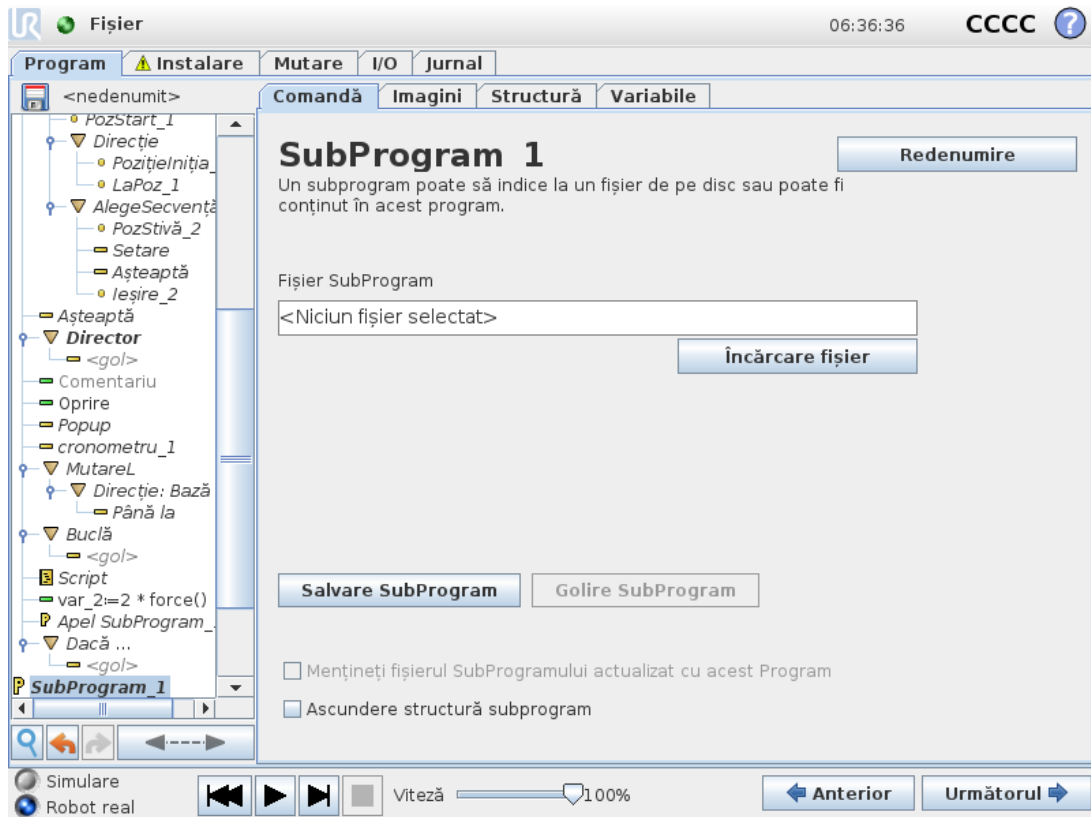 Fișier
06:36:36
CCCC
?
Program
Instalare
Mutare
I/O
Jurnal
<nedenumit>
Comandă
Imagini
Structură
Variabile
PozStart_1
Direcție
PozițieIniția_
LaPoz_1
AlegeSecvență
PozStivă_2
Setare
Așteaptă
Ieșire_2
Așteaptă
Director
<gol>
Comentariu
Oprire
Popup
cronometru_1
MutareL
Direcție: Bază
Până la
Buclă
<gol>
Script
var_2:=2 * force()
Apel SubProgram_
Dacă ...
<gol>
SubProgram_1
SubProgram_1
Redenumire
Un subprogram poate să indice la un fișier de pe disc sau poate fi
conținut în acest program.
Fișier SubProgram
<Niciun fișier selectat>
Încărcare fișier
Salvare SubProgram
Golire SubProgram
Mențineți fișierul SubProgramului actualizat cu acest Program
Ascundere structură subprogram
Simulare
Robot real
Viteză
100%
Anterior
Următorul